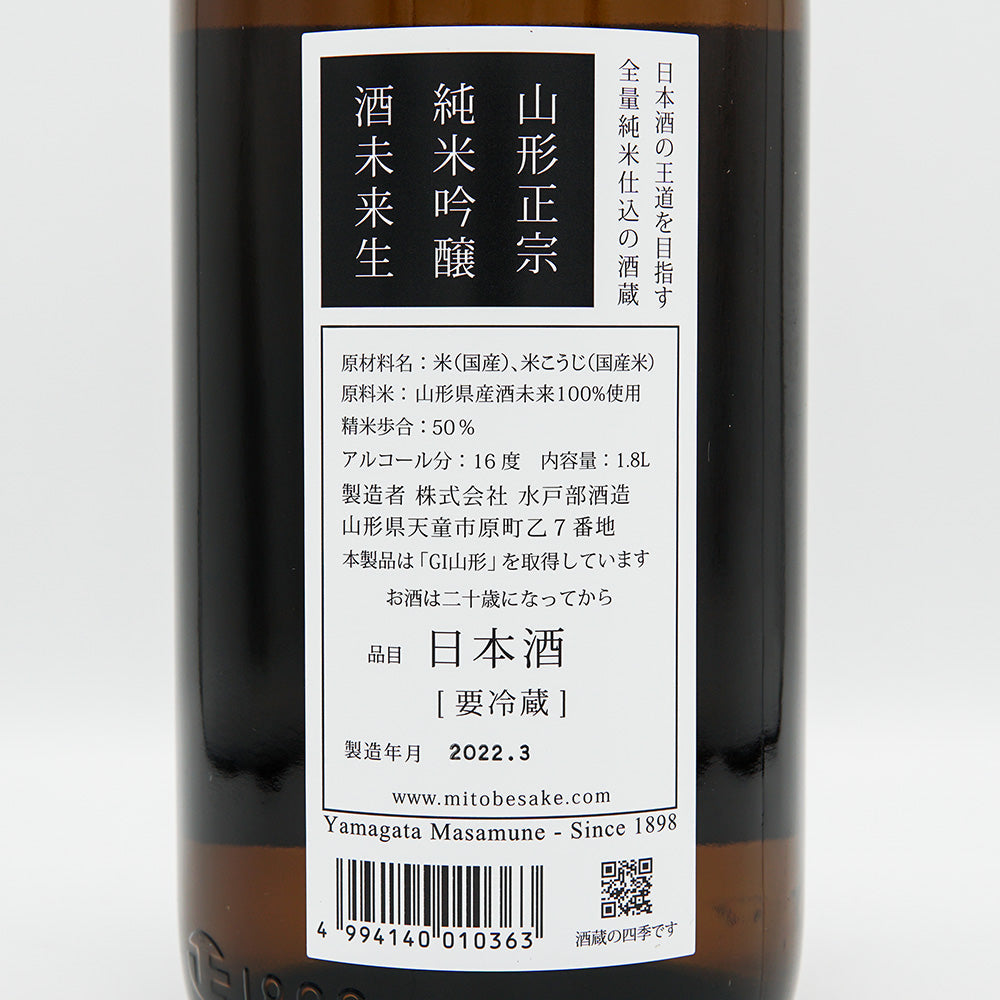 日本酒の王道を目指す
全量純米仕込の酒蔵
山形正宗
純米吟醸
酒未来生
原材料名：米（国産）、米こうじ（国産米）
原料米：山形県産酒未来100%使用
精米歩合：50%
アルコール分：16度　内容量：1.8L
製造者 株式会社 水戸部酒造
山形県天童市原町乙7番地
本製品は「GI山形」を取得しています
お酒は二十歳になってから
品目 日本酒
[要冷蔵]
製造年月 2022.3
www.mitobesake.com
Yamagata Masamune - Since 1898
4 994140 010363
酒蔵の四季です